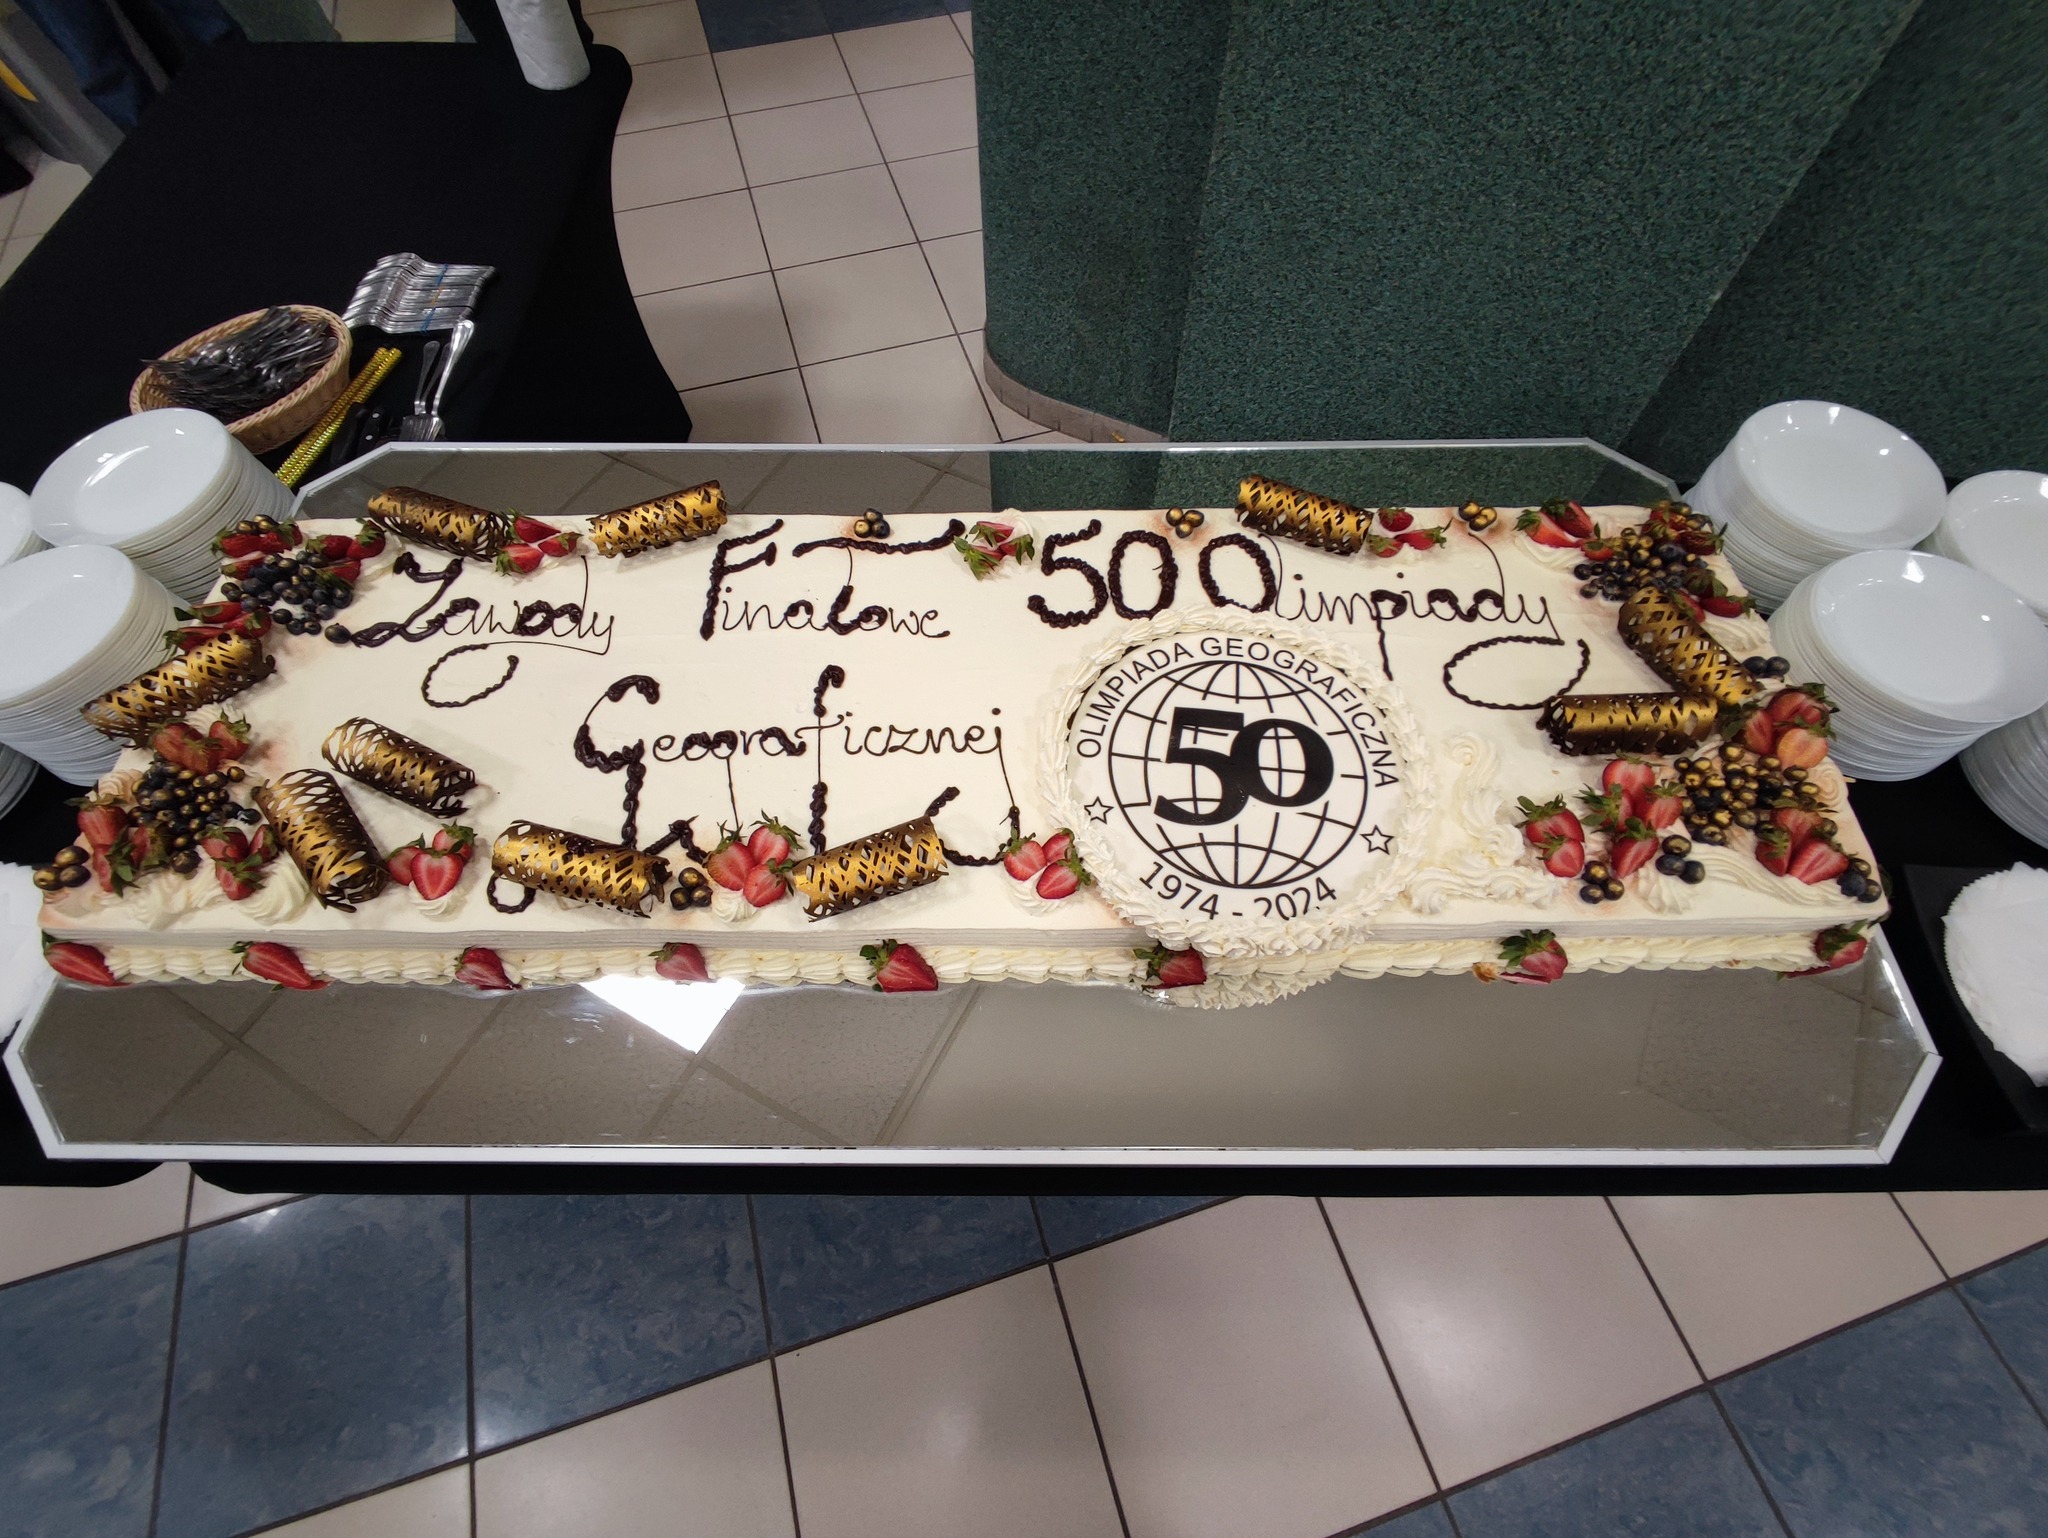 Zawody Finałowe 50 Olimpiady
Geograficznej
OLIMPIADA GEOGRAFICZNA
50
1974 - 2024